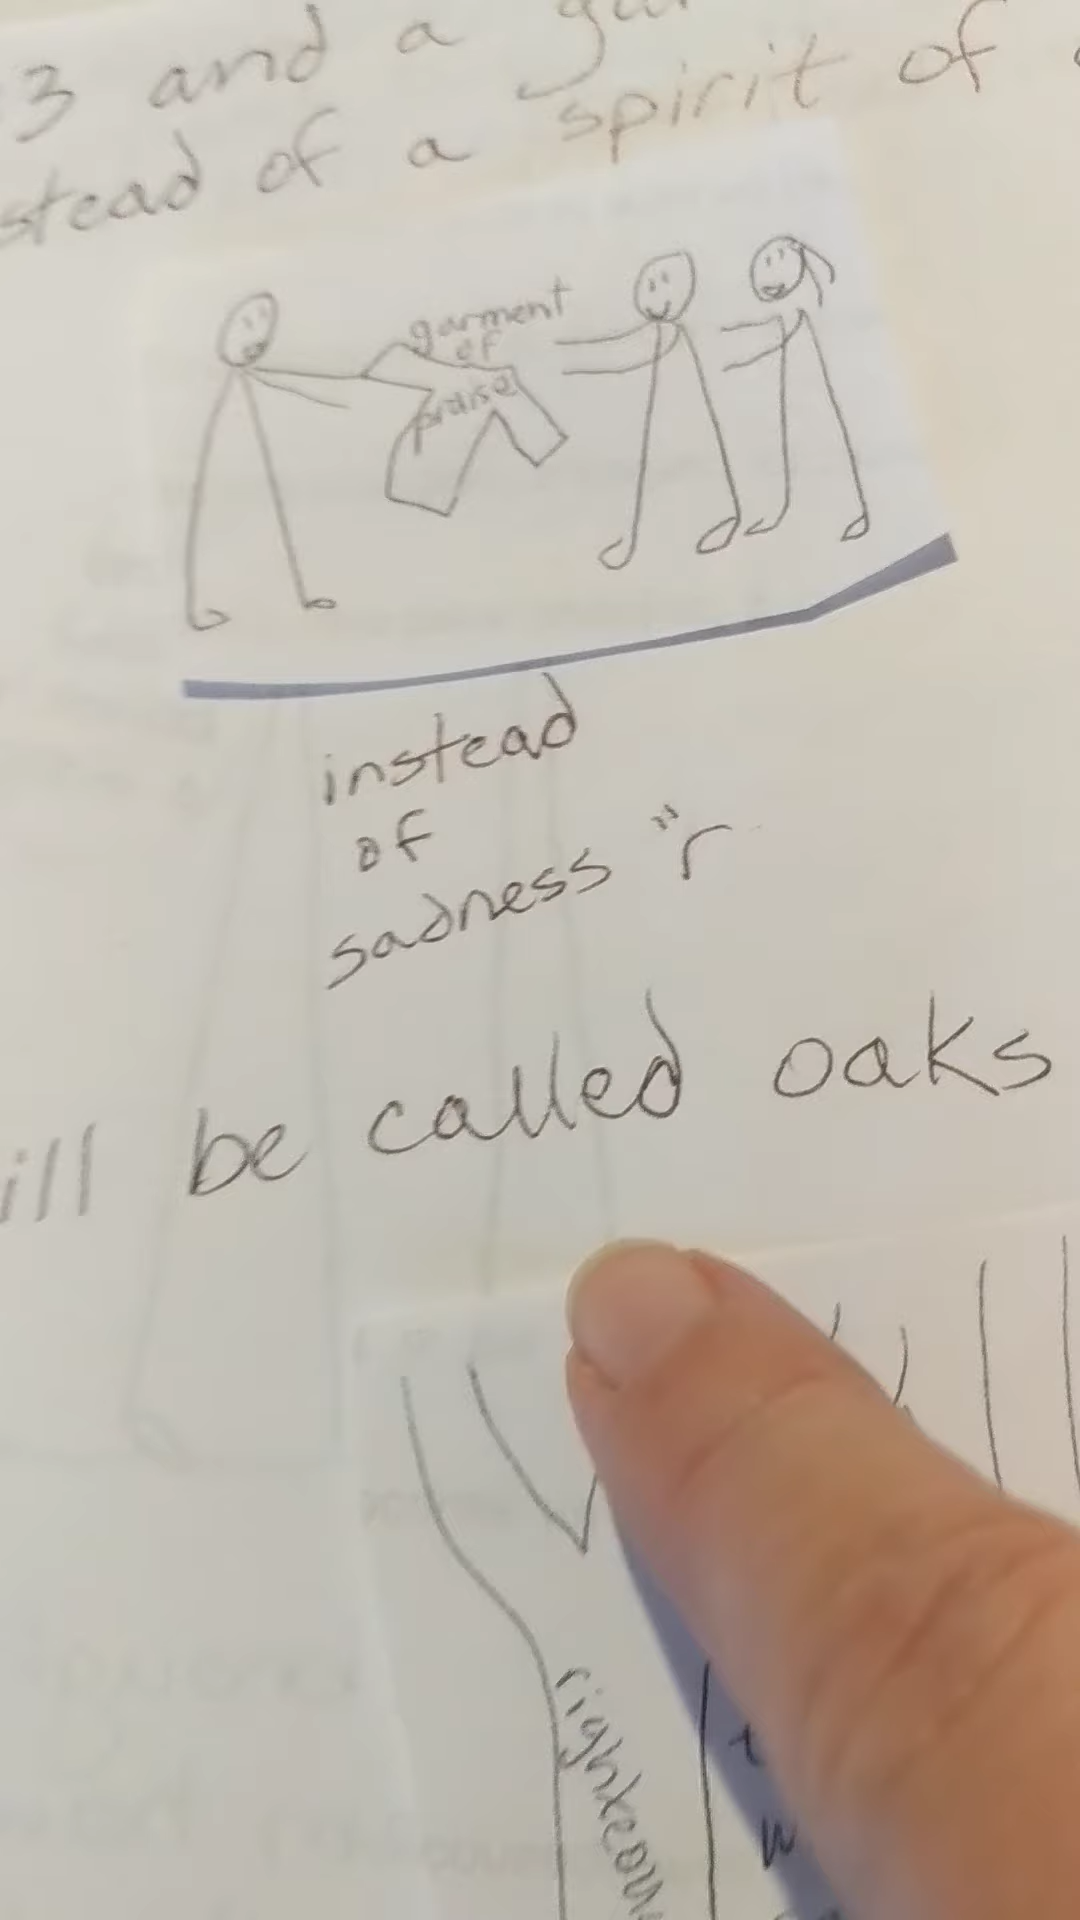 3 and a
stead of a spirit of
garment
of
praise
instead
of
sadness "r
ill be called oaks
righteou